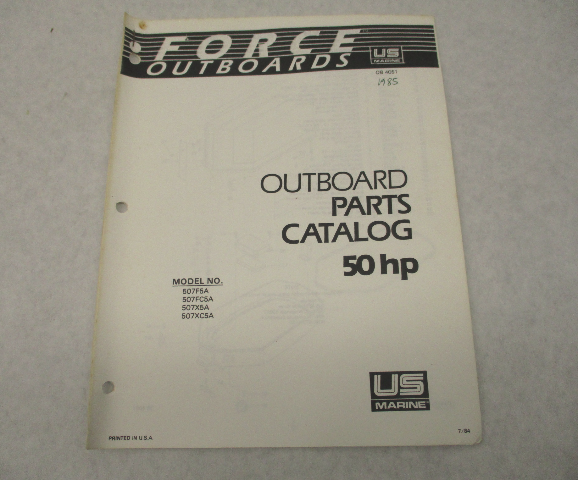 FORCE
OUTBOARDS
US
MARINE
OB 4051
1985
OUTBOARD
PARTS
CATALOG
50 hp
MODEL NO.
507F5A
507FC5A
507X5A
507XC5A
US
MARINE
PRINTED IN U.S.A.
7/84